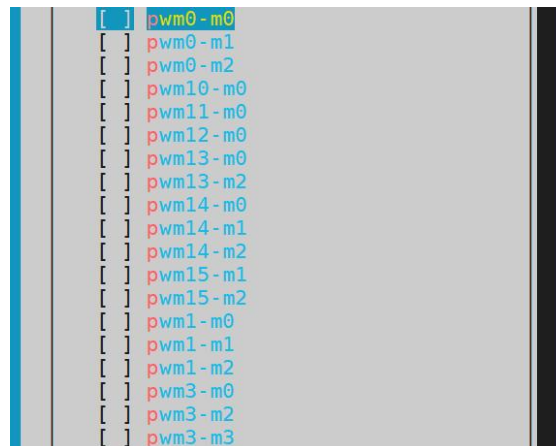 [ ] pwm0-m0
[ ] pwm0-m1
[ ] pwm0-m2
[ ] pwm10-m0
[ ] pwm11-m0
[ ] pwm12-m0
[ ] pwm13-m0
[ ] pwm13-m2
[ ] pwm14-m0
[ ] pwm14-m1
[ ] pwm14-m2
[ ] pwm15-m1
[ ] pwm15-m2
[ ] pwm1-m0
[ ] pwm1-m1
[ ] pwm1-m2
[ ] pwm3-m0
[ ] pwm3-m2
[ ] pwm3-m3